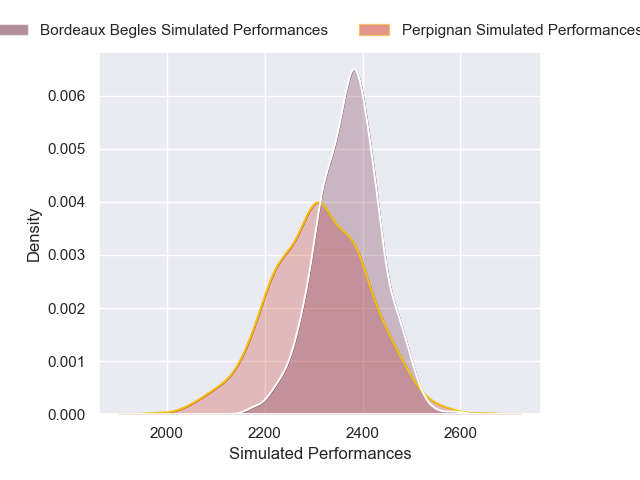 Bordeaux Begles Simulated Performances
Perpignan Simulated Performances
0.006
0.005
0.004
0.003
0.002
0.001
0.000
Density
2000 2200 2400 2600
Simulated Performances